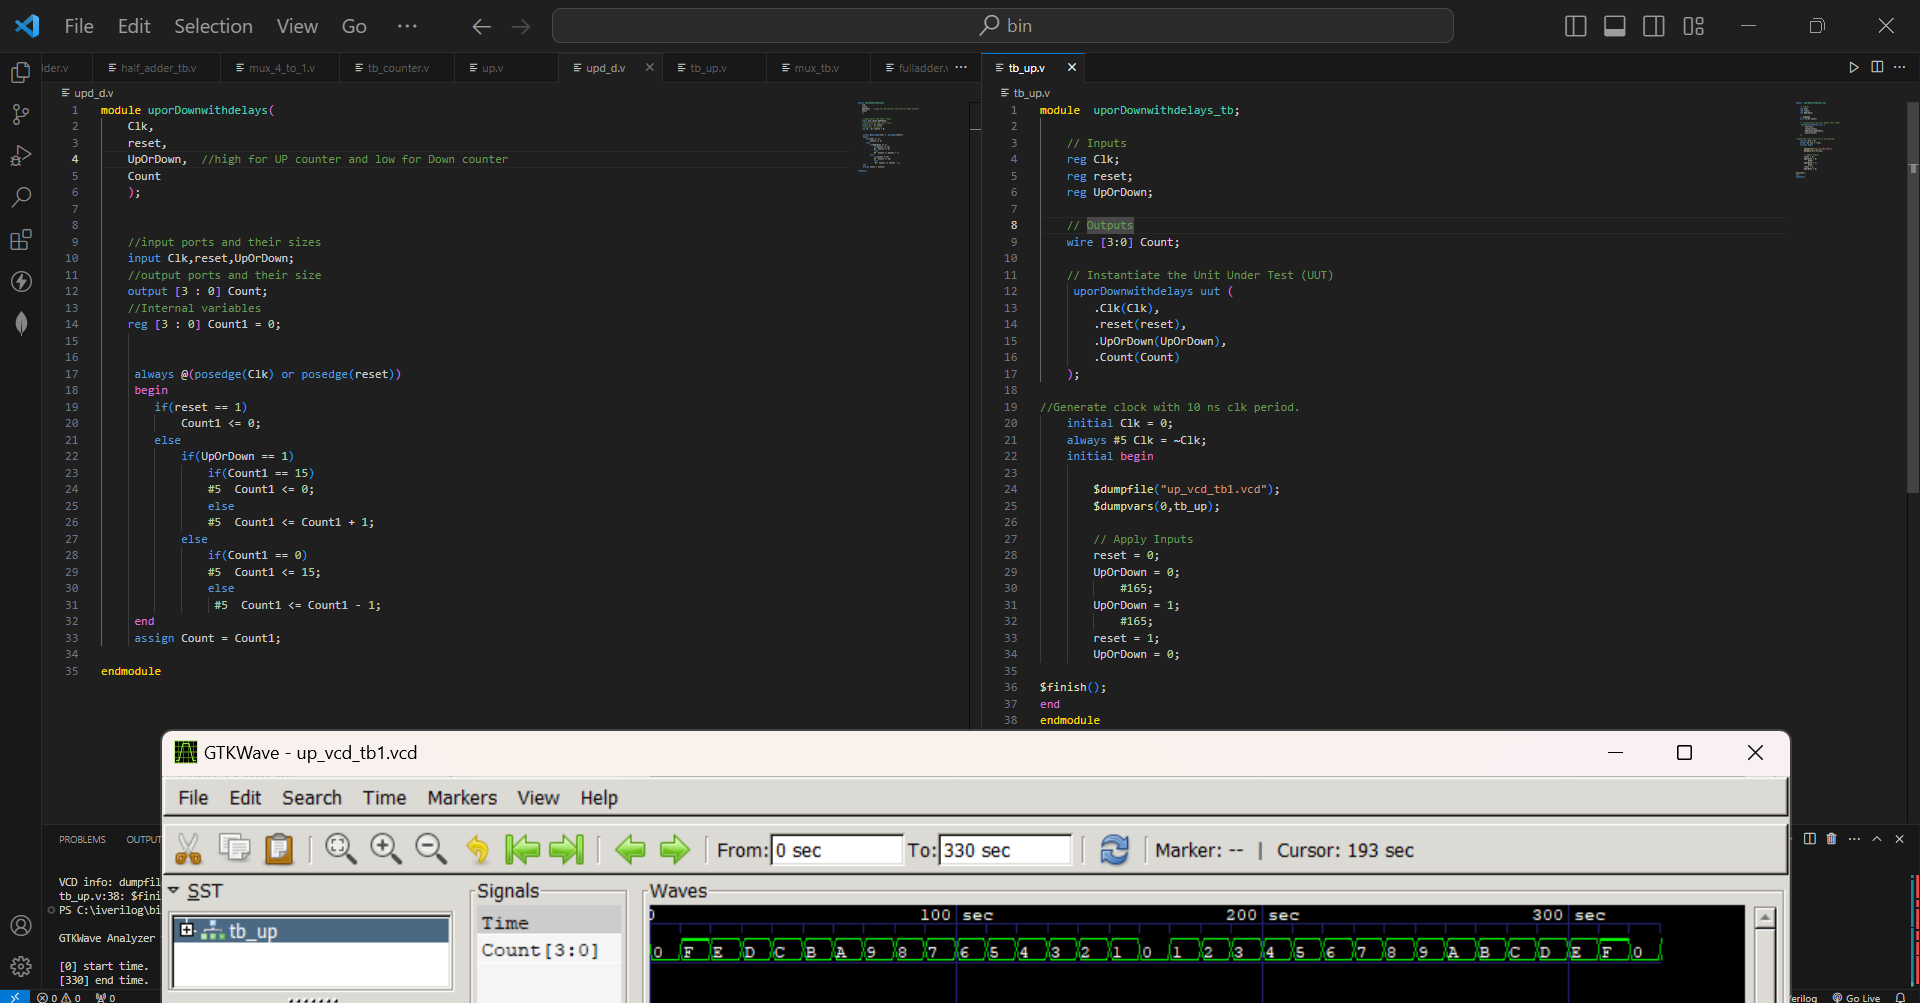 File Edit Selection View Go ··· bin
der.v half_adder_tb.v mux_4_to_1.v tb_counter.v up.v upd_d.v tb_up.v mux_tb.v fulladder.v ··· tb_up.v
upd_d.v
1 module uporDownwithdelays(
2 Clk,
3 reset,
4 UpOrDown, //high for UP counter and low for Down counter
5 Count
6 );
7
8
9 //input ports and their sizes
10 input Clk,reset,UpOrDown;
11 //output ports and their size
12 output [3 : 0] Count;
13 //Internal variables
14 reg [3 : 0] Count1 = 0;
15
16
17 always @(posedge(Clk) or posedge(reset))
18 begin
19 if(reset == 1)
20 Count1 <= 0;
21 else
22 if(UpOrDown == 1)
23 if(Count1 == 15)
24 #5 Count1 <= 0;
25 else
26 #5 Count1 <= Count1 + 1;
27 else
28 if(Count1 == 0)
29 #5 Count1 <= 15;
30 else
31 #5 Count1 <= Count1 - 1;
32 end
33 assign Count = Count1;
34
35 endmodule
tb_up.v
1 module uporDownwithdelays_tb;
2
3 // Inputs
4 reg Clk;
5 reg reset;
6 reg UpOrDown;
7
8 // Outputs
9 wire [3:0] Count;
10
11 // Instantiate the Unit Under Test (UUT)
12 uporDownwithdelays uut (
13 .Clk(Clk),
14 .reset(reset),
15 .UpOrDown(UpOrDown),
16 .Count(Count)
17 );
18
19 //Generate clock with 10 ns clk period.
20 initial Clk = 0;
21 always #5 Clk = ~Clk;
22 initial begin
23
24 $dumpfile("up_vcd_tb1.vcd");
25 $dumpvars(0,tb_up);
26
27 // Apply Inputs
28 reset = 0;
29 UpOrDown = 0;
30 #165;
31 UpOrDown = 1;
32 #165;
33 reset = 1;
34 UpOrDown = 0;
35
36 $finish();
37 end
38 endmodule
PROBLEMS OUTPUT
VCD info: dumpfil
tb_up.v:38: $fini
PS C:\iverilog\bi
GTKWave Analyzer
[0] start time.
[330] end time.
GTKWave - up_vcd_tb1.vcd
File Edit Search Time Markers View Help
From: 0 sec To: 330 sec Marker: -- | Cursor: 193 sec
SST
tb_up
Signals
Time
Count[3:0]
Waves
0 100 sec 200 sec 300 sec
0 F E D C B A 9 8 7 6 5 4 3 2 1 0 1 2 3 4 5 6 7 8 9 A B C D E F 0
0 0 0 erilog Go Live